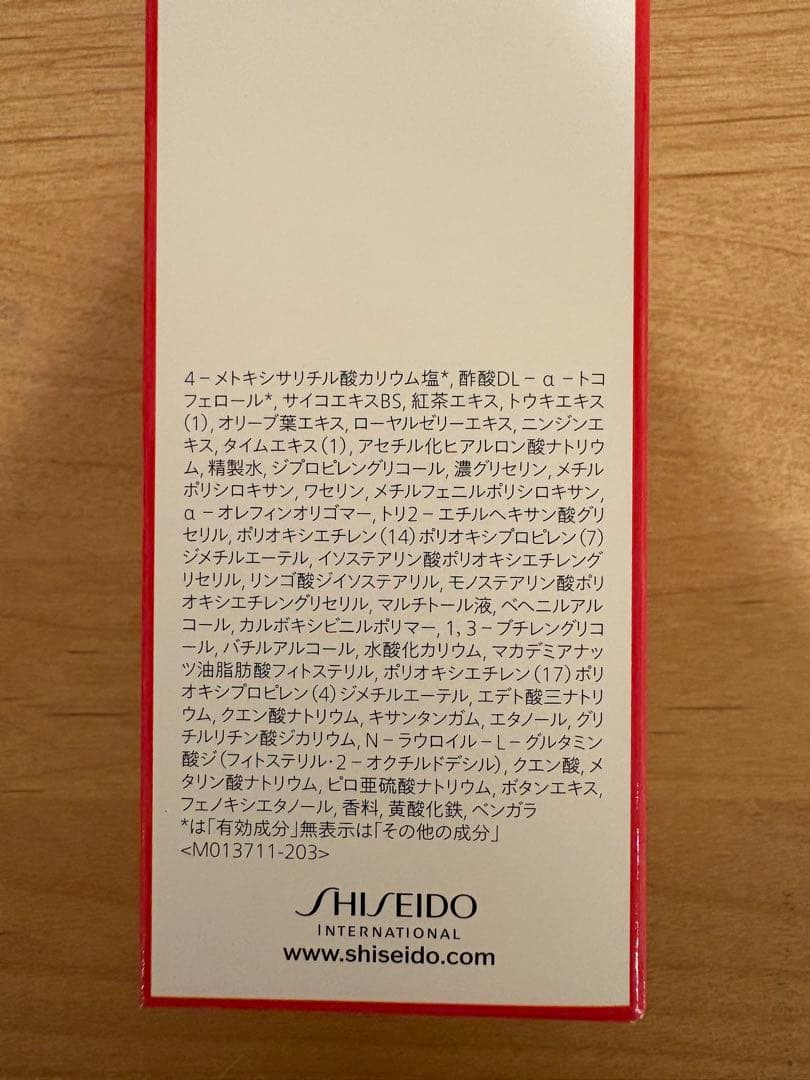 4－メトキシサリチル酸カリウム塩*, 酢酸DL－α－トコ
フェロール*, サイコエキスBS, 紅茶エキス, トウキエキス
(1), オリーブ葉エキス, ローヤルゼリーエキス, ニンジンエ
キス, タイムエキス(1), アセチル化ヒアルロン酸ナトリウ
ム, 精製水, ジプロピレングリコール, 濃グリセリン, メチル
ポリシロキサン, ワセリン, メチルフェニルポリシロキサン,
α－オレフィンオリゴマー, トリ2－エチルヘキサン酸グリ
セリル, ポリオキシエチレン(14)ポリオキシプロピレン(7)
ジメチルエーテル, イソステアリン酸ポリオキシエチレング
リセリル, リンゴ酸ジイソステアリル, モノステアリン酸ポリ
オキシエチレングリセリル, マルチトール液, ベヘニルアル
コール, カルボキシビニルポリマー, 1, 3－ブチレングリコ
ール, バチルアルコール, 水酸化カリウム, マカデミアナッ
ツ油脂肪酸フィトステリル, ポリオキシエチレン(17)ポリ
オキシプロピレン(4)ジメチルエーテル, エデト酸三ナトリ
ウム, クエン酸ナトリウム, キサンタンガム, エタノール, グリ
チルリチン酸ジカリウム, N－ラウロイル－L－グルタミン
酸ジ(フィトステリル・2－オクチルドデシル), クエン酸, メ
タリン酸ナトリウム, ピロ亜硫酸ナトリウム, ボタンエキス,
フェノキシエタノール, 香料, 黄酸化鉄, ベンガラ
*は「有効成分」無表示は「その他の成分」
<M013711-203>
SHISEIDO
INTERNATIONAL
www.shiseido.com